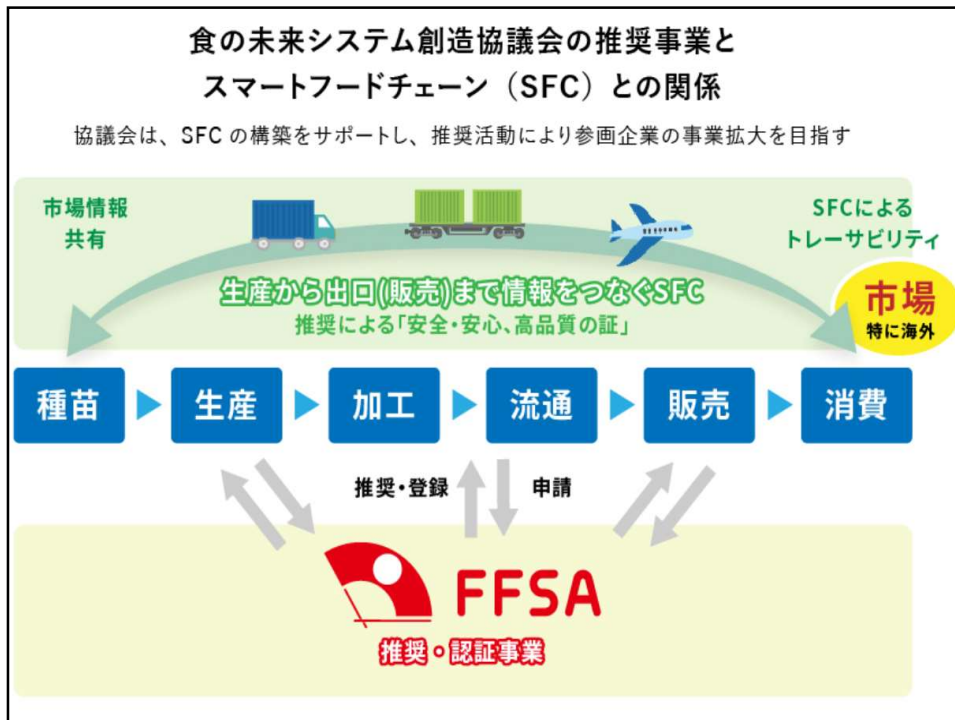 食の未来システム創造協議会の推奨事業と
スマートフードチェーン（SFC）との関係
協議会は、SFC の構築をサポートし、推奨活動により参画企業の事業拡大を目指す
市場情報
共有
SFCによる
トレーサビリティ
生産から出口(販売)まで情報をつなぐSFC
推奨による「安全・安心、高品質の証」
市場
特に海外
種苗
生産
加工
流通
販売
消費
推奨・登録
申請
FFSA
推奨・認証事業